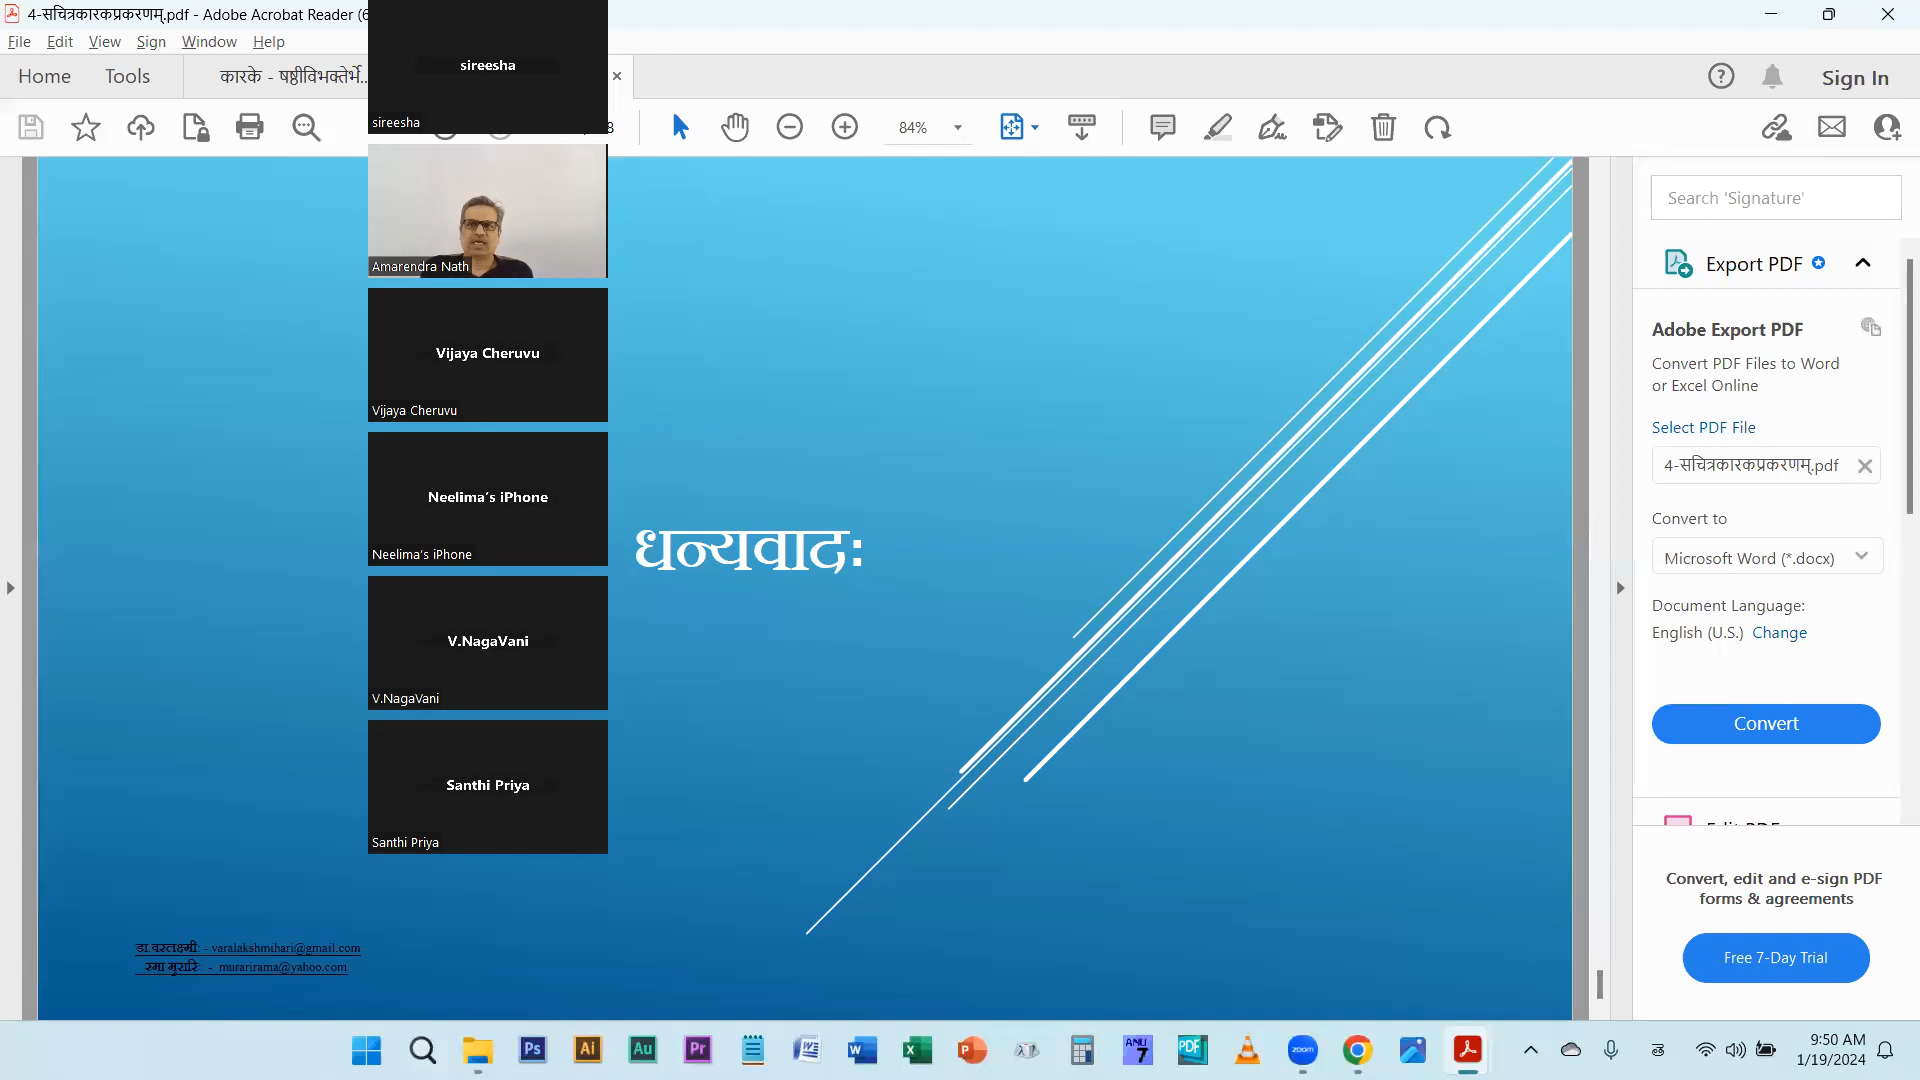 4-सचित्रकारकप्रकरणम्.pdf - Adobe Acrobat Reader (6
File Edit View Sign Window Help
Home Tools कारके - षष्ठीविभक्तेर्भे...
Sign In
84%
sireesha
sireesha
Amarendra Nath
Vijaya Cheruvu
Vijaya Cheruvu
Neelima's iPhone
Neelima's iPhone
V.NagaVani
V.NagaVani
Santhi Priya
Santhi Priya
धन्यवादः
डा.वरलक्ष्मीः - varalakshmihari@gmail.com
रमा मुरारिः - murarirama@yahoo.com
Search 'Signature'
Export PDF
Adobe Export PDF
Convert PDF Files to Word
or Excel Online
Select PDF File
4-सचित्रकारकप्रकरणम्.pdf
Convert to
Microsoft Word (*.docx)
Document Language:
English (U.S.) Change
Convert
Edit PDF
Convert, edit and e-sign PDF
forms & agreements
Free 7-Day Trial
9:50 AM
1/19/2024